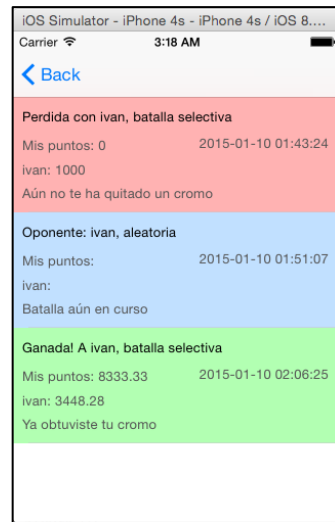 iOS Simulator - iPhone 4s - iPhone 4s / iOS 8....
Carrier 3:18 AM
Back
Perdida con ivan, batalla selectiva
Mis puntos: 0 2015-01-10 01:43:24
ivan: 1000
Aún no te ha quitado un cromo
Oponente: ivan, aleatoria
Mis puntos: 2015-01-10 01:51:07
ivan:
Batalla aún en curso
Ganada! A ivan, batalla selectiva
Mis puntos: 8333.33 2015-01-10 02:06:25
ivan: 3448.28
Ya obtuviste tu cromo